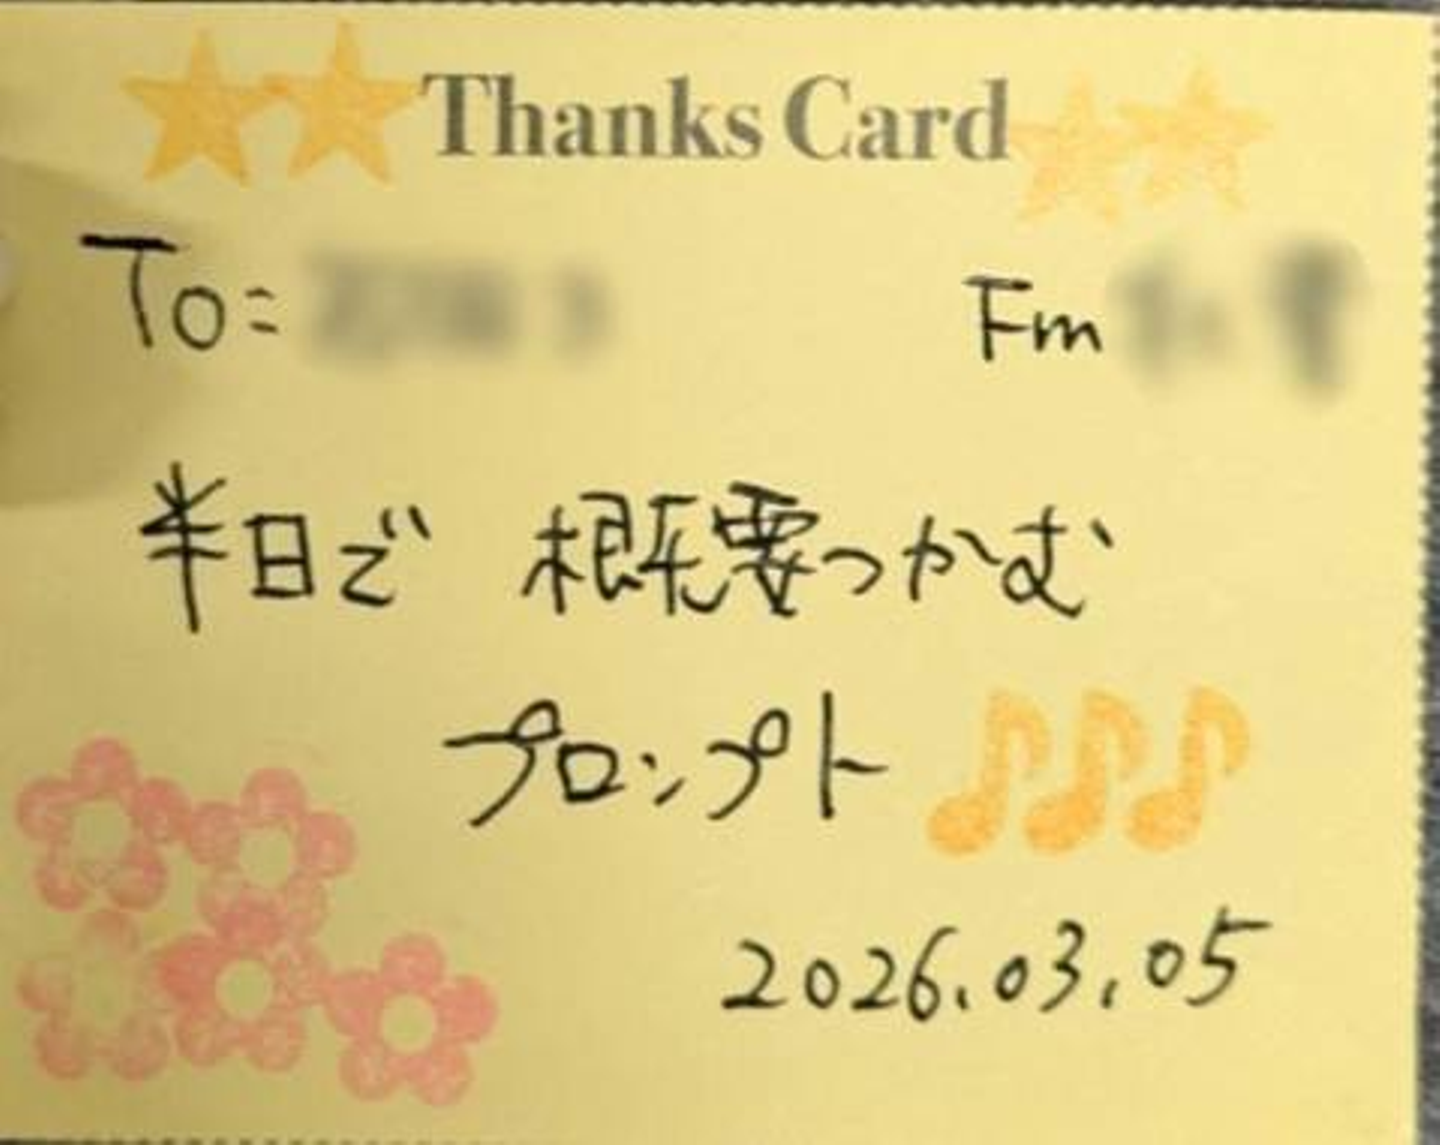 Thanks Card
To= Fm
半日で 概要つかむ
プロンプト
2026.03.05